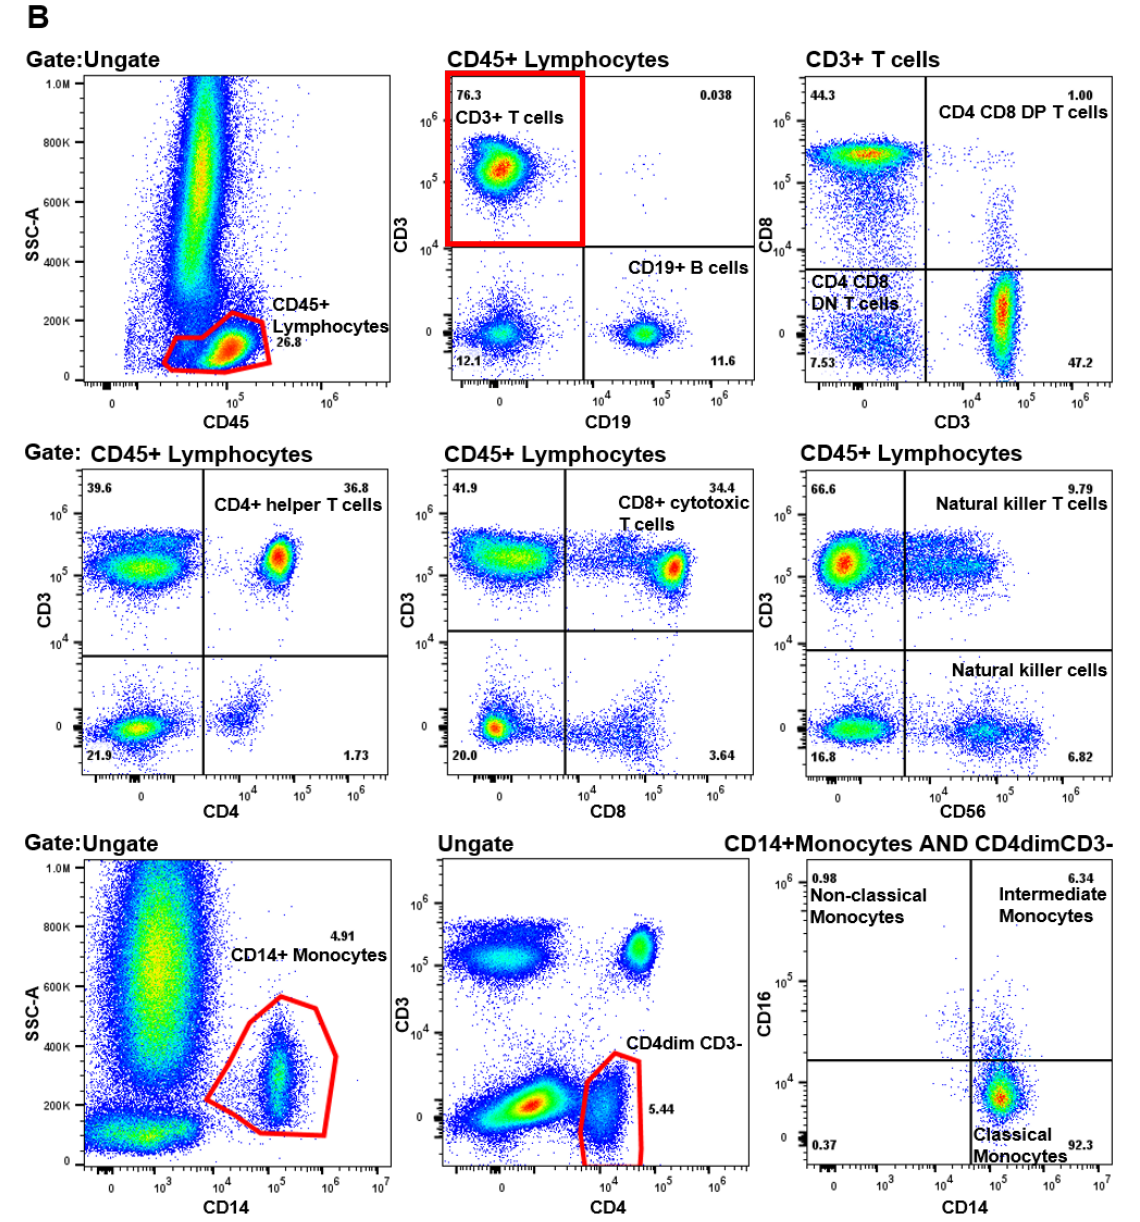 B
Gate:Ungate
CD45+ Lymphocytes
CD3+ T cells
1.0M
800K
600K
400K
200K
0
SSC-A
CD45+
Lymphocytes
26.8
0
10^5
10^6
CD45
76.3
0.038
CD3+ T cells
CD19+ B cells
12.1
11.6
10^6
10^5
10^4
0
CD3
0
10^4
10^5
10^6
CD19
44.3
1.00
CD4 CD8 DP T cells
CD4 CD8
DN T cells
7.53
47.2
10^6
10^5
10^4
0
CD8
0
10^4
10^5
10^6
CD3
Gate: CD45+ Lymphocytes
CD45+ Lymphocytes
CD45+ Lymphocytes
39.6
36.8
CD4+ helper T cells
21.9
1.73
10^6
10^5
10^4
0
CD3
0
10^4
10^5
10^6
CD4
41.9
34.4
CD8+ cytotoxic
T cells
20.0
3.64
10^6
10^5
10^4
0
CD3
0
10^4
10^5
10^6
CD8
66.6
9.79
Natural killer T cells
Natural killer cells
16.8
6.82
10^6
10^5
10^4
0
CD3
0
10^4
10^5
10^6
CD56
Gate:Ungate
Ungate
CD14+Monocytes AND CD4dimCD3-
1.0M
800K
600K
400K
200K
0
SSC-A
4.91
CD14+ Monocytes
0
10^3
10^4
10^5
10^6
10^7
CD14
10^6
10^5
10^4
0
CD3
CD4dim CD3-
5.44
0
10^4
10^5
10^6
CD4
0.98
6.34
Non-classical
Monocytes
Intermediate
Monocytes
10^6
10^5
10^4
0
CD16
Classical
Monocytes
0.37
92.3
0
10^3
10^4
10^5
10^6
10^7
CD14